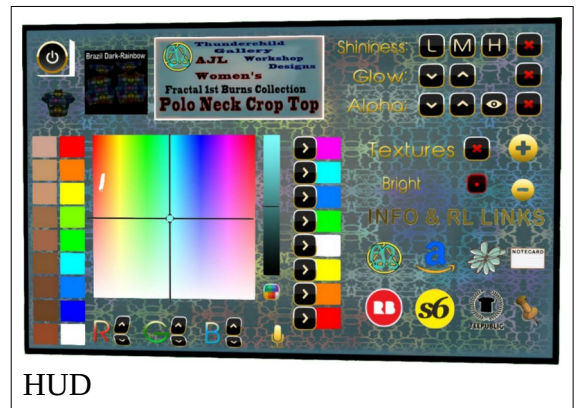 Brazil Dark-Rainbow
Thunderchild
Gallery
AJL Workshop
Designs
Women's
Fractal 1st Burns Collection
Polo Neck Crop Top
Shininess: L M H
Glow:
Alpha:
Textures
Bright
INFO & RL LINKS
a
NOTECARD
RB
s6
TEEPUBLIC
R G B
HUD